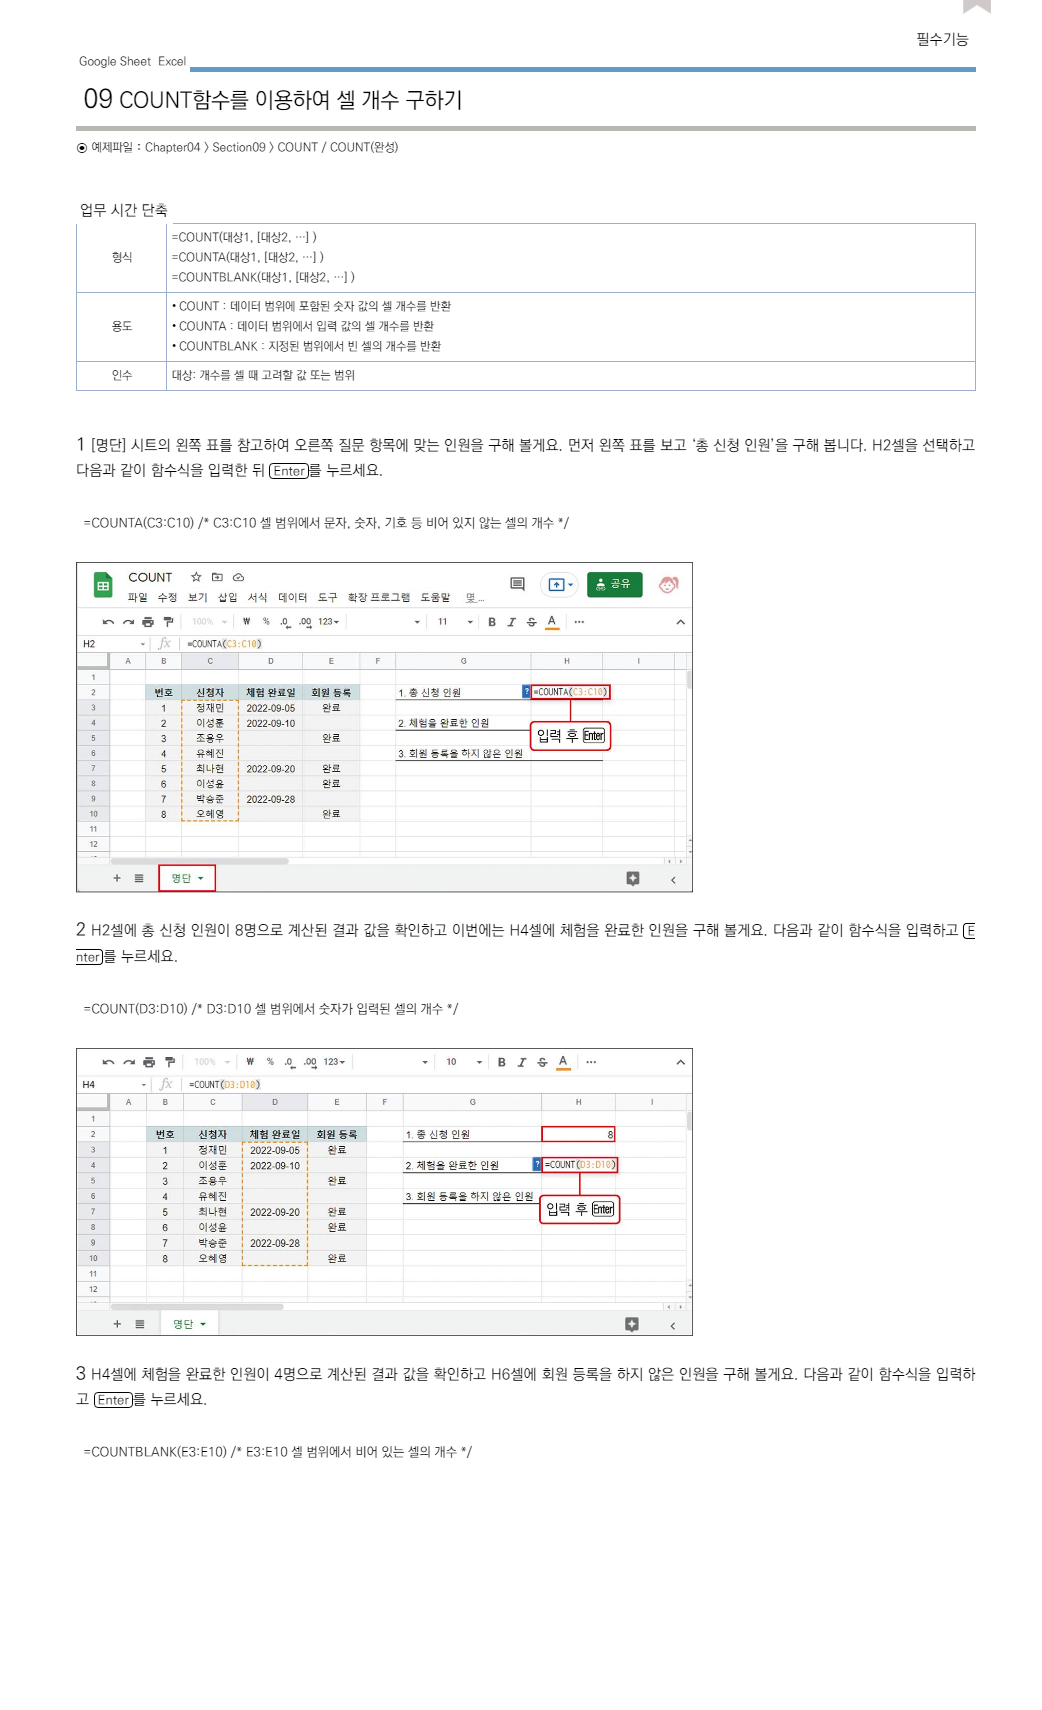 필수기능
Google Sheet Excel
09 COUNT함수를 이용하여 셀 개수 구하기
예제파일 : Chapter04 > Section09 > COUNT / COUNT(완성)
업무 시간 단축
형식
=COUNT(대상1, [대상2, …] )
=COUNTA(대상1, [대상2, …] )
=COUNTBLANK(대상1, [대상2, …] )
용도
• COUNT : 데이터 범위에 포함된 숫자 값의 셀 개수를 반환
• COUNTA : 데이터 범위에서 입력 값의 셀 개수를 반환
• COUNTBLANK : 지정된 범위에서 빈 셀의 개수를 반환
인수
대상: 개수를 셀 때 고려할 값 또는 범위
1 [명단] 시트의 왼쪽 표를 참고하여 오른쪽 질문 항목에 맞는 인원을 구해 볼게요. 먼저 왼쪽 표를 보고 ‘총 신청 인원’을 구해 봅니다. H2셀을 선택하고
다음과 같이 함수식을 입력한 뒤 Enter를 누르세요.
=COUNTA(C3:C10) /* C3:C10 셀 범위에서 문자, 숫자, 기호 등 비어 있지 않는 셀의 개수 */
COUNT
파일 수정 보기 삽입 서식 데이터 도구 확장 프로그램 도움말 몇...
공유
100% ₩ % .0 .00 123 11 B I S A ...
H2 fx =COUNTA(C3:C10)
A B C D E F G H I
1
2 번호 신청자 체험 완료일 회원 등록 1. 총 신청 인원 ? =COUNTA(C3:C10)
3 1 정재민 2022-09-05 완료
4 2 이성훈 2022-09-10 2. 체험을 완료한 인원
입력 후 Enter
5 3 조용우 완료
6 4 유혜진 3. 회원 등록을 하지 않은 인원
7 5 최나현 2022-09-20 완료
8 6 이성윤 완료
9 7 박승준 2022-09-28
10 8 오혜영 완료
11
12
+ 명단
2 H2셀에 총 신청 인원이 8명으로 계산된 결과 값을 확인하고 이번에는 H4셀에 체험을 완료한 인원을 구해 볼게요. 다음과 같이 함수식을 입력하고 E
nter를 누르세요.
=COUNT(D3:D10) /* D3:D10 셀 범위에서 숫자가 입력된 셀의 개수 */
100% ₩ % .0 .00 123 10 B I S A ...
H4 fx =COUNT(D3:D10)
A B C D E F G H I
1
2 번호 신청자 체험 완료일 회원 등록 1. 총 신청 인원 8
3 1 정재민 2022-09-05 완료
4 2 이성훈 2022-09-10 2. 체험을 완료한 인원 ? =COUNT(D3:D10)
5 3 조용우 완료
6 4 유혜진 3. 회원 등록을 하지 않은 인원
입력 후 Enter
7 5 최나현 2022-09-20 완료
8 6 이성윤 완료
9 7 박승준 2022-09-28
10 8 오혜영 완료
11
12
+ 명단
3 H4셀에 체험을 완료한 인원이 4명으로 계산된 결과 값을 확인하고 H6셀에 회원 등록을 하지 않은 인원을 구해 볼게요. 다음과 같이 함수식을 입력하
고 Enter를 누르세요.
=COUNTBLANK(E3:E10) /* E3:E10 셀 범위에서 비어 있는 셀의 개수 */